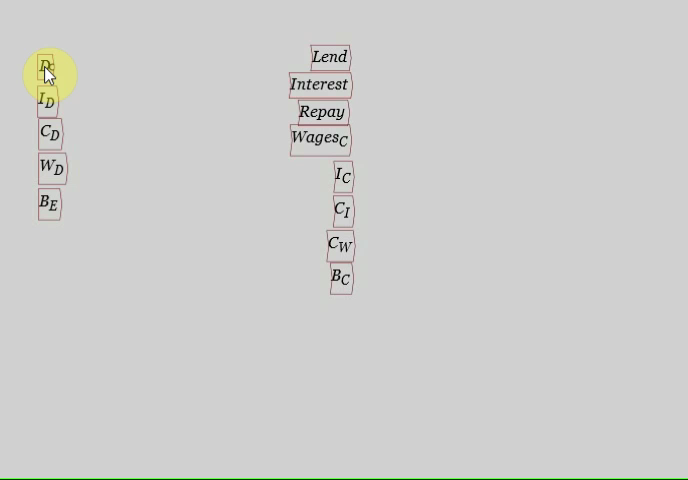 I_D
C_D
W_D
B_E
Lend
Interest
Repay
Wages_C
I_C
C_I
C_W
B_C